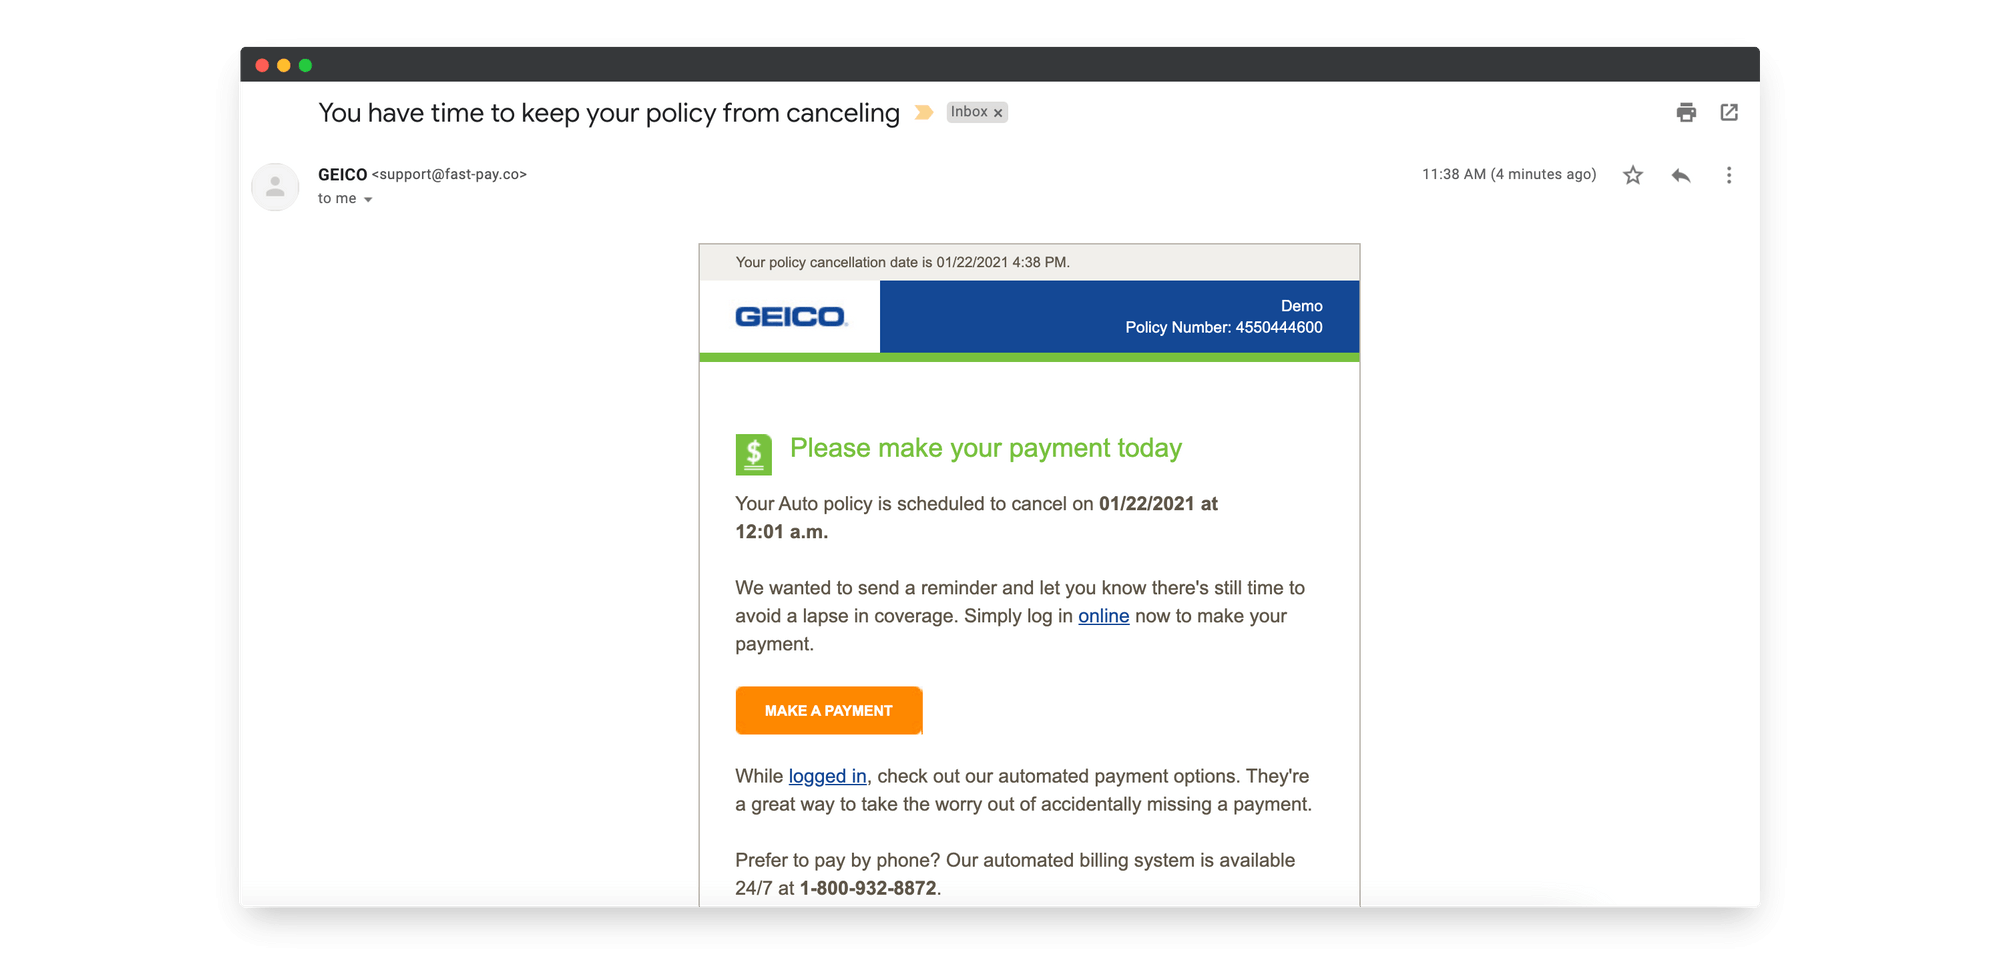 You have time to keep your policy from canceling
Inbox x
GEICO <support@fast-pay.co>
11:38 AM (4 minutes ago)
to me
Your policy cancellation date is 01/22/2021 4:38 PM.
GEICO
Demo
Policy Number: 4550444600
$
Please make your payment today
Your Auto policy is scheduled to cancel on 01/22/2021 at
12:01 a.m.
We wanted to send a reminder and let you know there's still time to
avoid a lapse in coverage. Simply log in online now to make your
payment.
MAKE A PAYMENT
While logged in, check out our automated payment options. They're
a great way to take the worry out of accidentally missing a payment.
Prefer to pay by phone? Our automated billing system is available
24/7 at 1-800-932-8872.